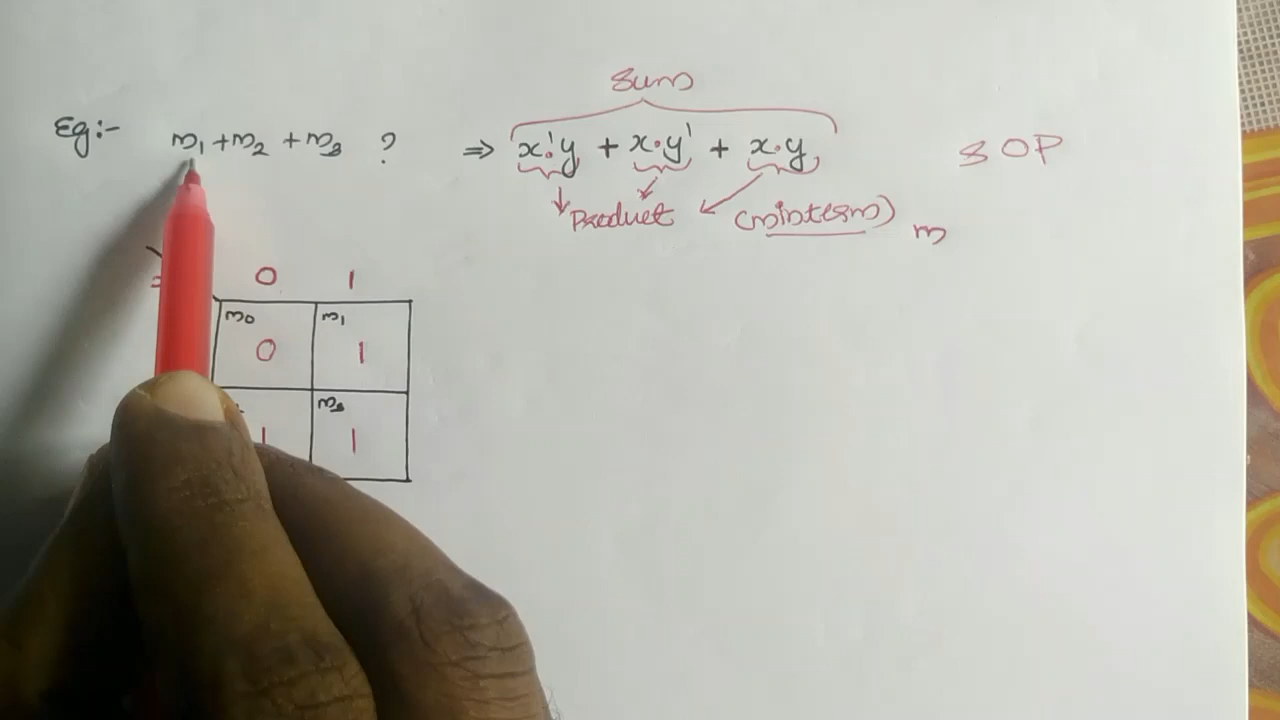 Sum
Eg:- m1 + m2 + m3 ? ⇒ x'.y + x.y' + x.y SOP
Product (minterm) m
0 1
m0 m1
0 1
m3
1 1